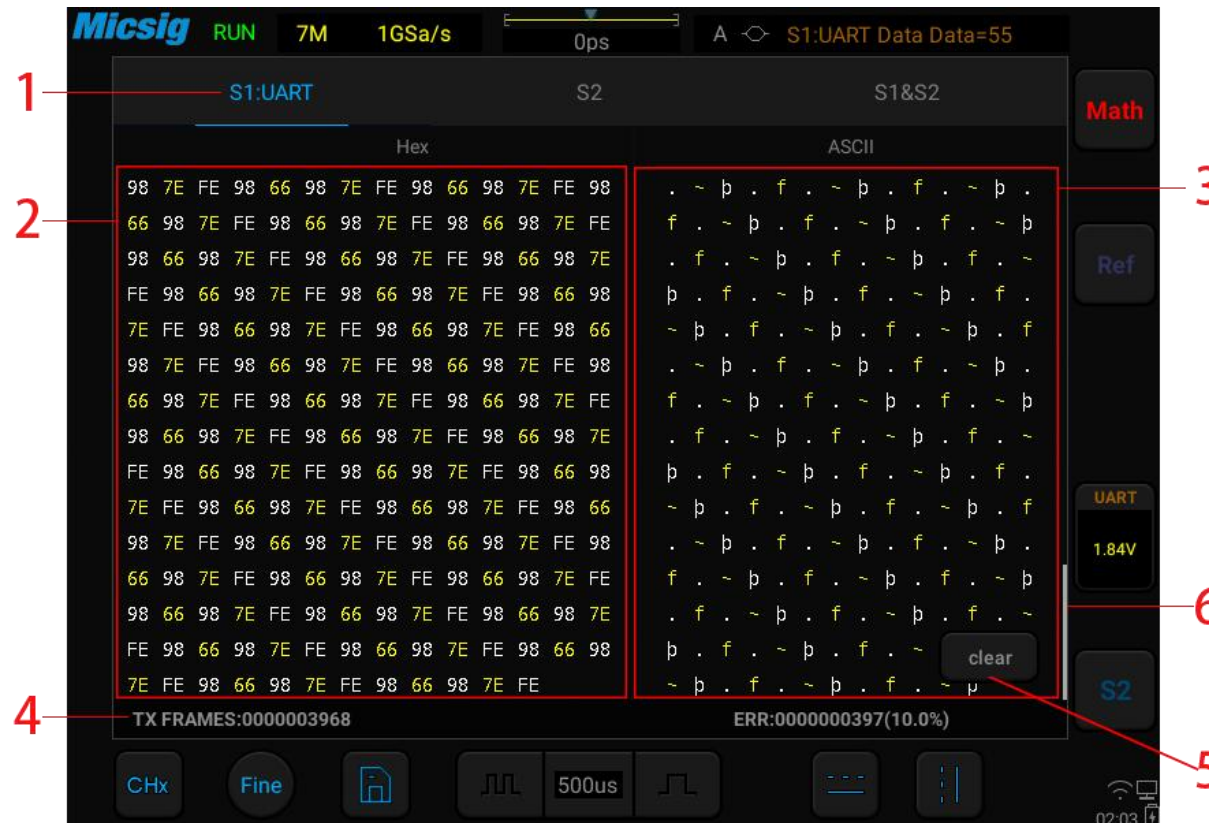 Micsig RUN 7M 1GSa/s 0ps A S1:UART Data Data=55
1 S1:UART S2 S1&S2 Math
Hex ASCII
98 7E FE 98 66 98 7E FE 98 66 98 7E FE 98 . ~ þ . f . ~ þ . f . ~ þ . 3
2 66 98 7E FE 98 66 98 7E FE 98 66 98 7E FE f . ~ þ . f . ~ þ . f . ~ þ
98 66 98 7E FE 98 66 98 7E FE 98 66 98 7E . f . ~ þ . f . ~ þ . f . ~ Ref
FE 98 66 98 7E FE 98 66 98 7E FE 98 66 98 þ . f . ~ þ . f . ~ þ . f .
7E FE 98 66 98 7E FE 98 66 98 7E FE 98 66 ~ þ . f . ~ þ . f . ~ þ . f
98 7E FE 98 66 98 7E FE 98 66 98 7E FE 98 . ~ þ . f . ~ þ . f . ~ þ .
66 98 7E FE 98 66 98 7E FE 98 66 98 7E FE f . ~ þ . f . ~ þ . f . ~ þ
98 66 98 7E FE 98 66 98 7E FE 98 66 98 7E . f . ~ þ . f . ~ þ . f . ~
FE 98 66 98 7E FE 98 66 98 7E FE 98 66 98 þ . f . ~ þ . f . ~ þ . f .
7E FE 98 66 98 7E FE 98 66 98 7E FE 98 66 ~ þ . f . ~ þ . f . ~ þ . f UART
98 7E FE 98 66 98 7E FE 98 66 98 7E FE 98 . ~ þ . f . ~ þ . f . ~ þ . 1.84V
66 98 7E FE 98 66 98 7E FE 98 66 98 7E FE f . ~ þ . f . ~ þ . f . ~ þ
98 66 98 7E FE 98 66 98 7E FE 98 66 98 7E . f . ~ þ . f . ~ þ . f . ~ 6
FE 98 66 98 7E FE 98 66 98 7E FE 98 66 98 þ . f . ~ þ . f . ~ clear
7E FE 98 66 98 7E FE 98 66 98 7E FE ~ þ . f . ~ þ . f . ~ þ S2
4 TX FRAMES:0000003968 ERR:0000000397(10.0%)
CHx Fine 500us 5
02:03